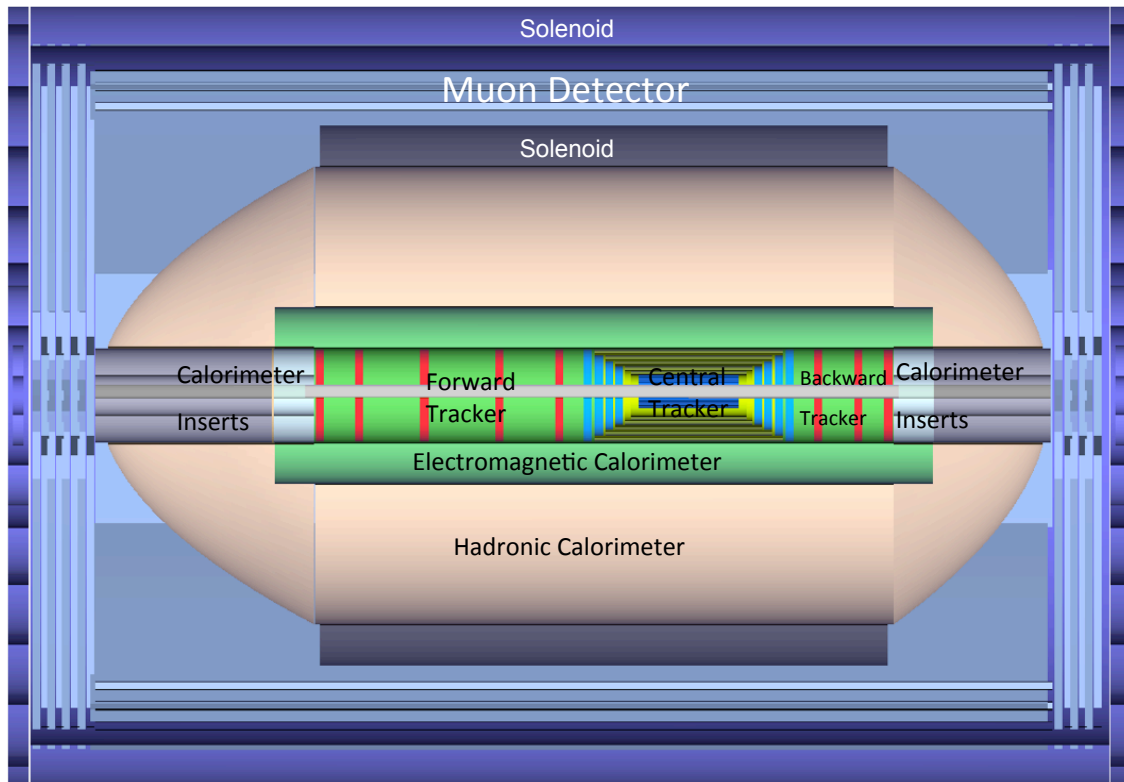 Solenoid
Muon Detector
Solenoid
Calorimeter
Inserts
Forward
Tracker
Central
Tracker
Backward
Tracker
Calorimeter
Inserts
Electromagnetic Calorimeter
Hadronic Calorimeter